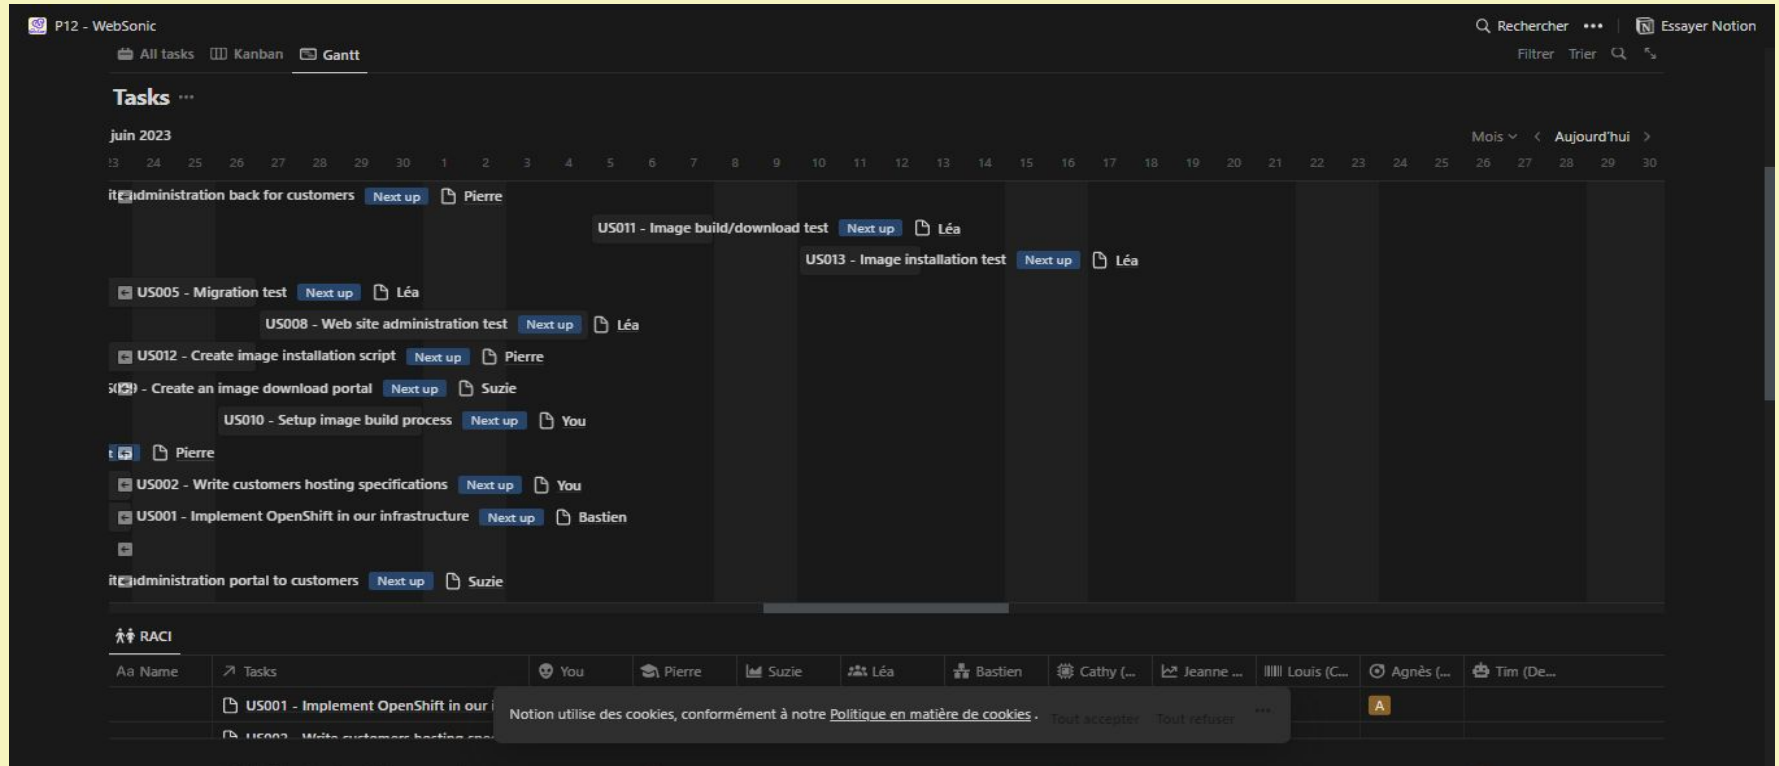 P12 - WebSonic Rechercher ••• Essayer Notion
All tasks Kanban Gantt Filtrer Trier
Tasks ···
juin 2023 Mois Aujourd'hui
23 24 25 26 27 28 29 30 1 2 3 4 5 6 7 8 9 10 11 12 13 14 15 16 17 18 19 20 21 22 23 24 25 26 27 28 29 30
administration back for customers Next up Pierre
US011 - Image build/download test Next up Léa
US013 - Image installation test Next up Léa
US005 - Migration test Next up Léa
US008 - Web site administration test Next up Léa
US012 - Create image installation script Next up Pierre
- Create an image download portal Next up Suzie
US010 - Setup image build process Next up You
Pierre
US002 - Write customers hosting specifications Next up You
US001 - Implement OpenShift in our infrastructure Next up Bastien
administration portal to customers Next up Suzie
RACI
Aa Name Tasks You Pierre Suzie Léa Bastien Cathy (... Jeanne ... Louis (C... Agnès (... Tim (De...
US001 - Implement OpenShift in our i A
Notion utilise des cookies, conformément à notre Politique en matière de cookies . Tout accepter Tout refuser ···